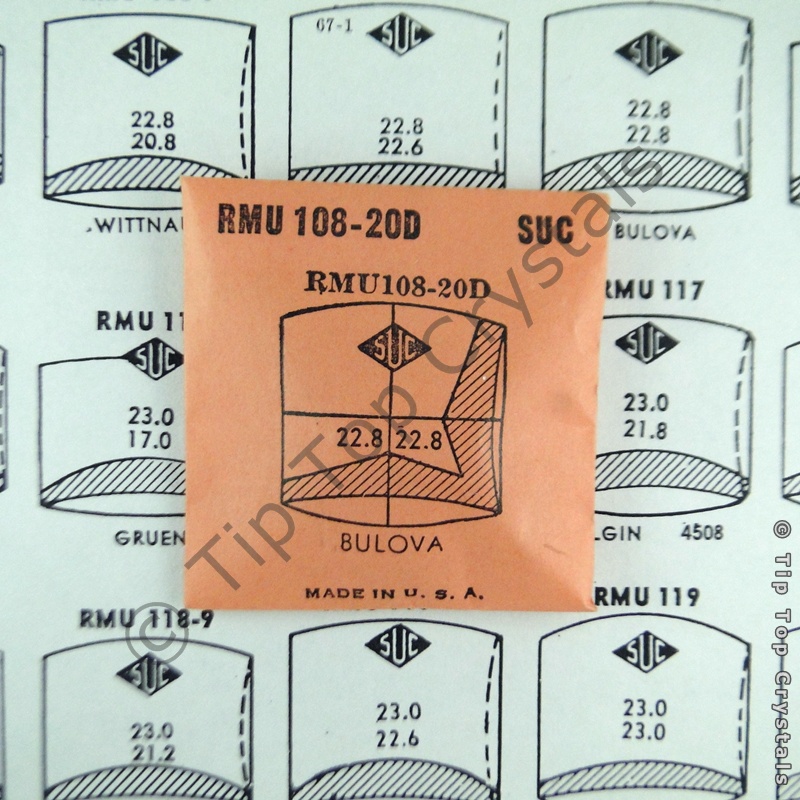 67-1
SUC SUC SUC
22.8
20.8
22.8
22.6
22.8
22.8
BULOVA
RMU 108-20D SUC
RMU108-20D
SUC
22.8 22.8
BULOVA
MADE IN U. S. A.
SUC
23.0
17.0
GRUEN
RMU 117
SUC
23.0
21.8
4508
RMU 118-9
SUC
23.0
21.2
SUC
23.0
22.6
RMU 119
SUC
23.0
23.0
© Tip Top Crystals
© Tip Top Crystals